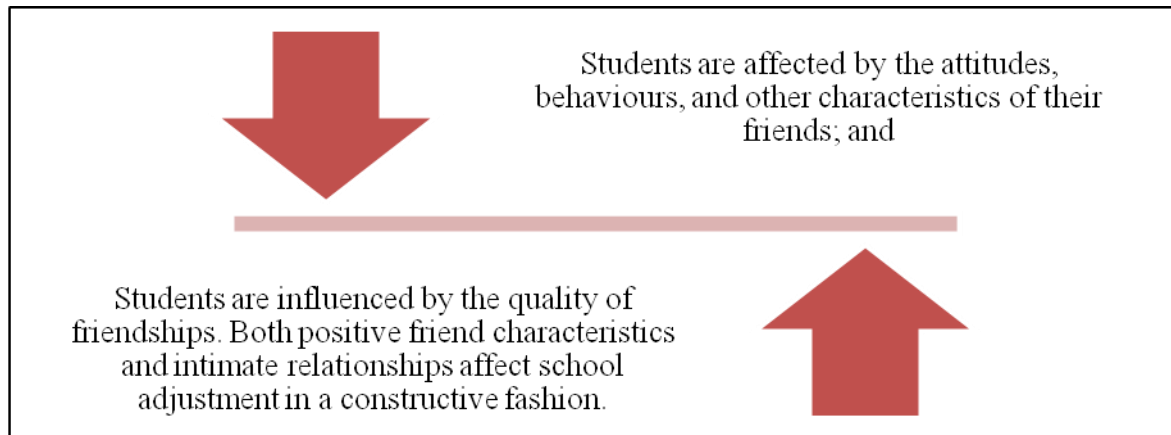 Students are affected by the attitudes,
behaviours, and other characteristics of their
friends; and
Students are influenced by the quality of
friendships. Both positive friend characteristics
and intimate relationships affect school
adjustment in a constructive fashion.